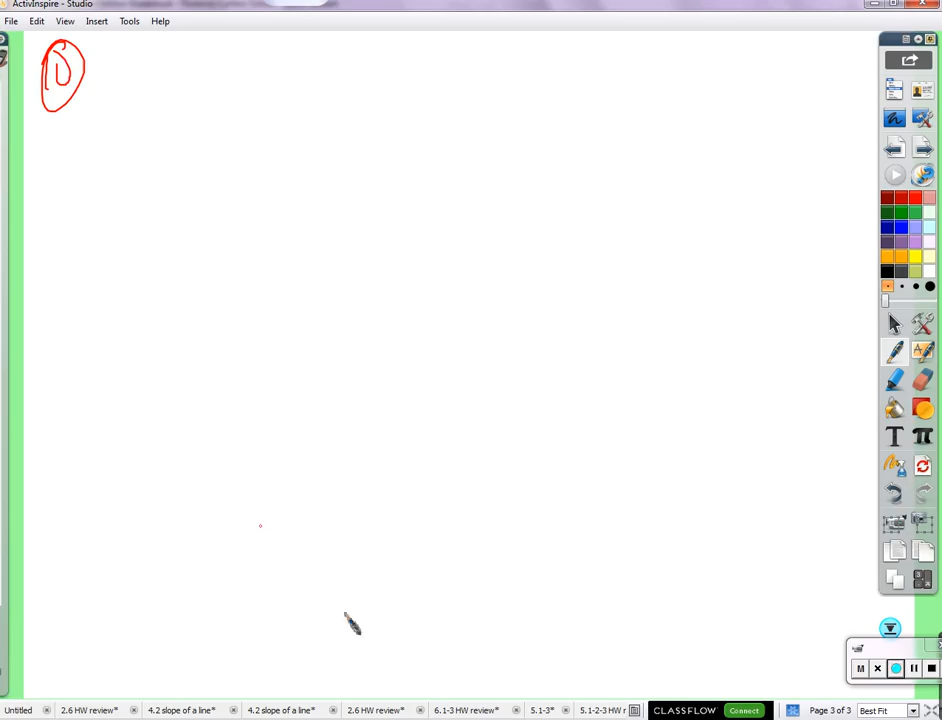 ActivInspire - Studio
File Edit View Insert Tools Help
10
Untitled 2.6 HW review* 4.2 slope of a line* 4.2 slope of a line* 2.6 HW review* 6.1-3 HW review* 5.1-3* 5.1-2-3 HW r CLASSFLOW Connect Page 3 of 3 Best Fit
M